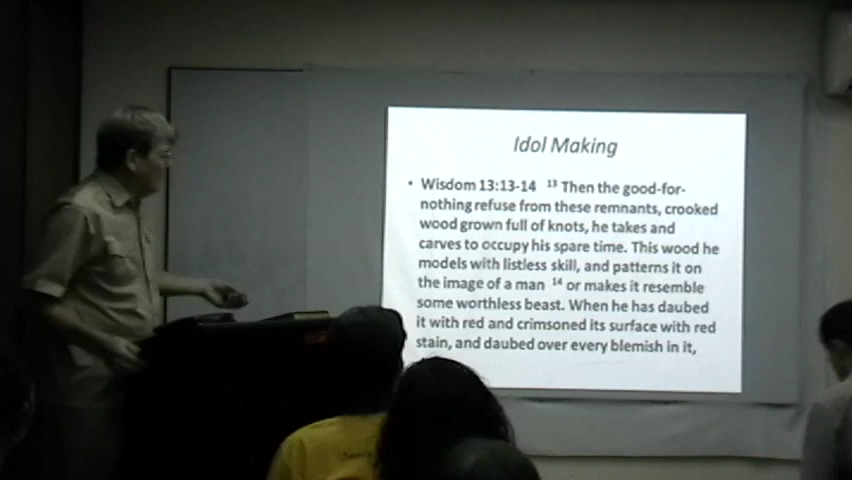 Idol Making
• Wisdom 13:13-14 ¹³ Then the good-for-
nothing refuse from these remnants, crooked
wood grown full of knots, he takes and
carves to occupy his spare time. This wood he
models with listless skill, and patterns it on
the image of a man ¹⁴ or makes it resemble
some worthless beast. When he has daubed
it with red and crimsoned its surface with red
stain, and daubed over every blemish in it,